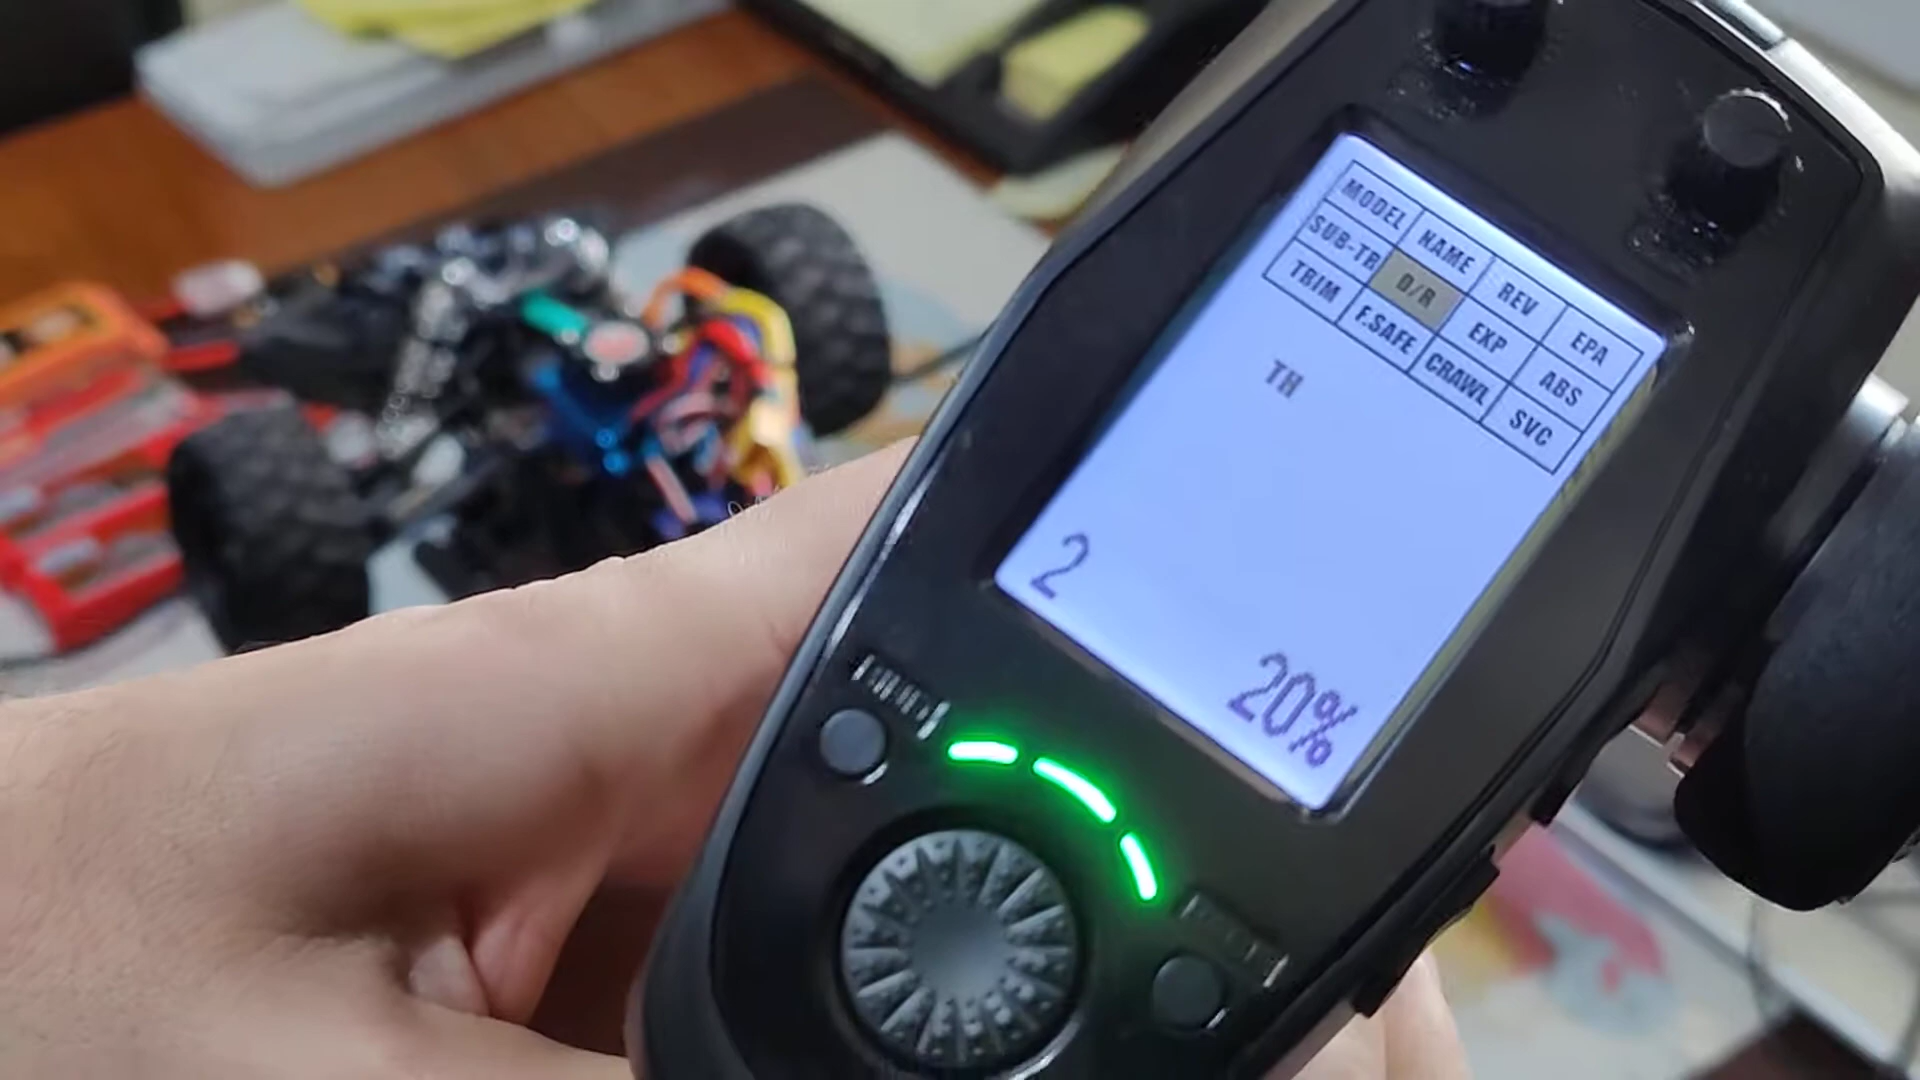 MODEL NAME REV EPA
SUB-TR D/R EXP ABS
TRIM F.SAFE CRAWL SVC
TH
2
20%